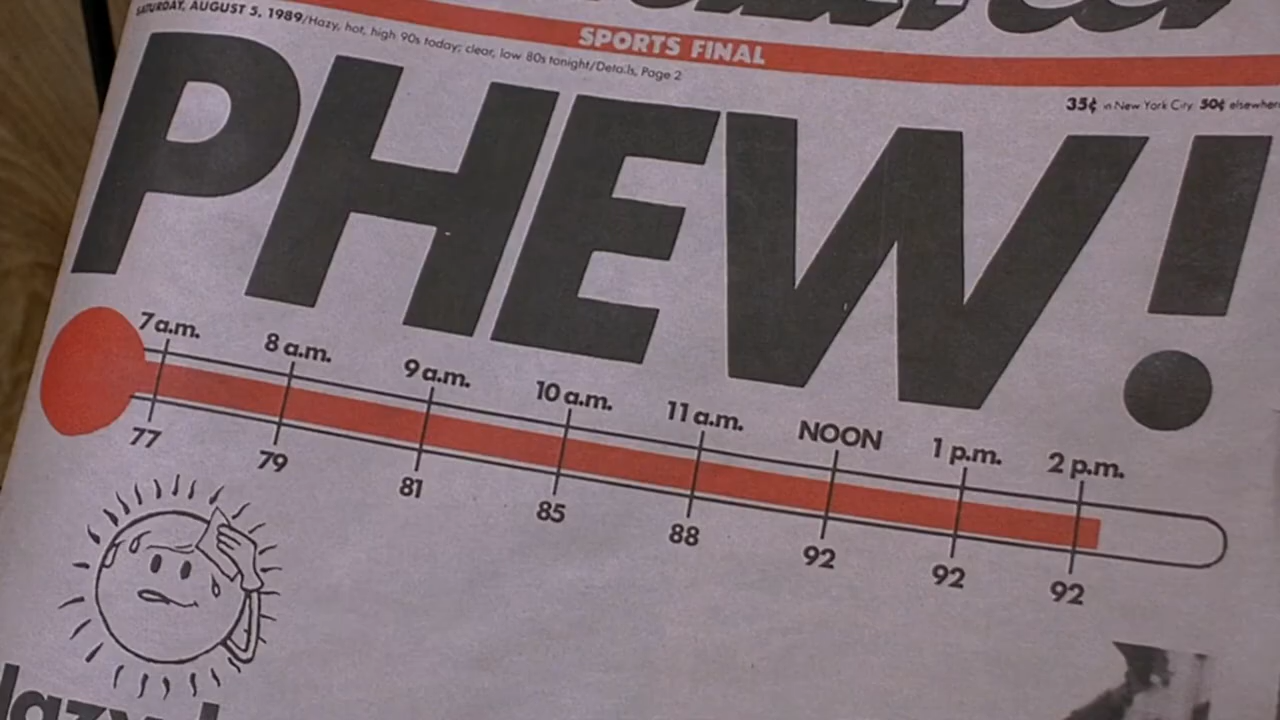 SATURDAY, AUGUST 5, 1989/Hazy, hot, high 90s today; clear, low 80s tonight/Details, Page 2
SPORTS FINAL
35¢ in New York City 50¢ elsewhere
PHEW!
7 a.m. 8 a.m. 9 a.m. 10 a.m. 11 a.m. NOON 1 p.m. 2 p.m.
77 79 81 85 88 92 92 92